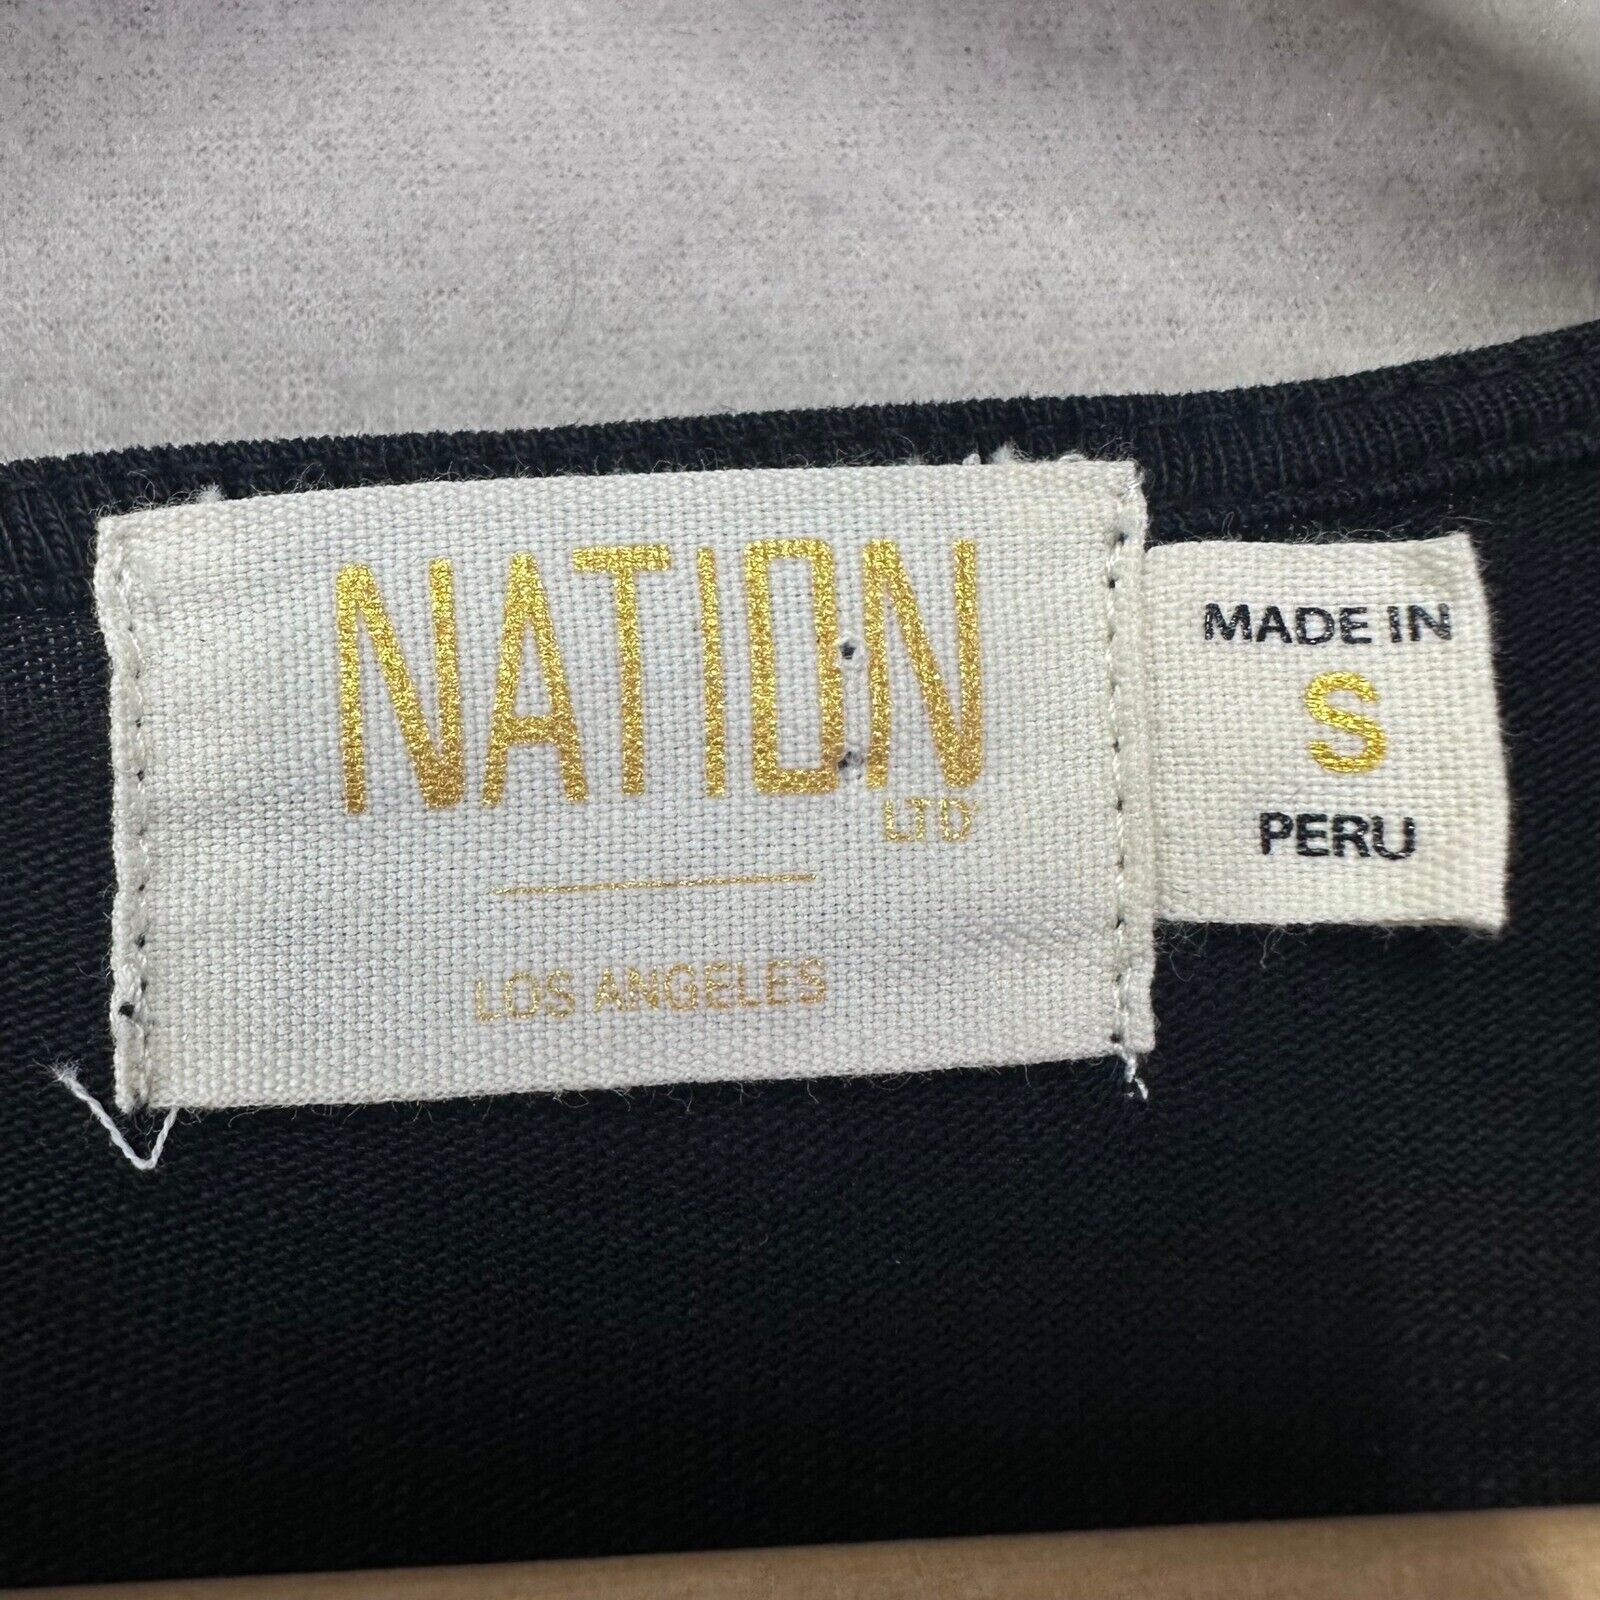 NATION
LTD
LOS ANGELES
MADE IN
S
PERU